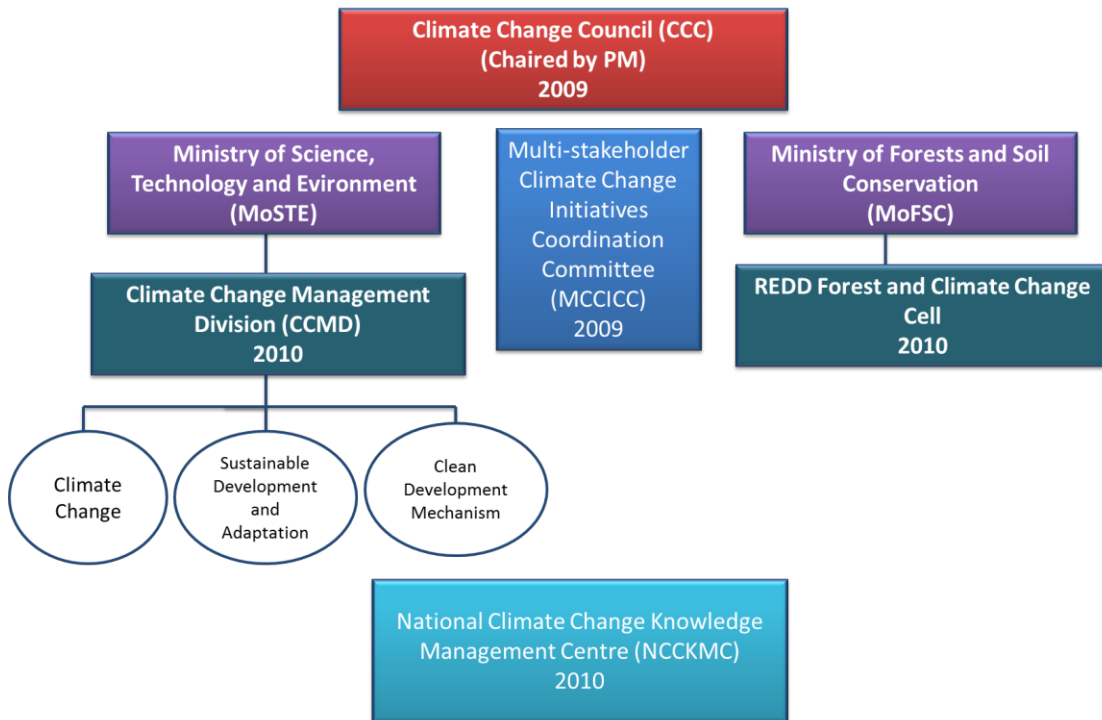 Climate Change Council (CCC)
(Chaired by PM)
2009
Ministry of Science,
Technology and Evironment
(MoSTE)
Multi-stakeholder
Climate Change
Initiatives
Coordination
Committee
(MCCICC)
2009
Ministry of Forests and Soil
Conservation
(MoFSC)
Climate Change Management
Division (CCMD)
2010
REDD Forest and Climate Change
Cell
2010
Climate
Change
Sustainable
Development
and
Adaptation
Clean
Development
Mechanism
National Climate Change Knowledge
Management Centre (NCCKMC)
2010